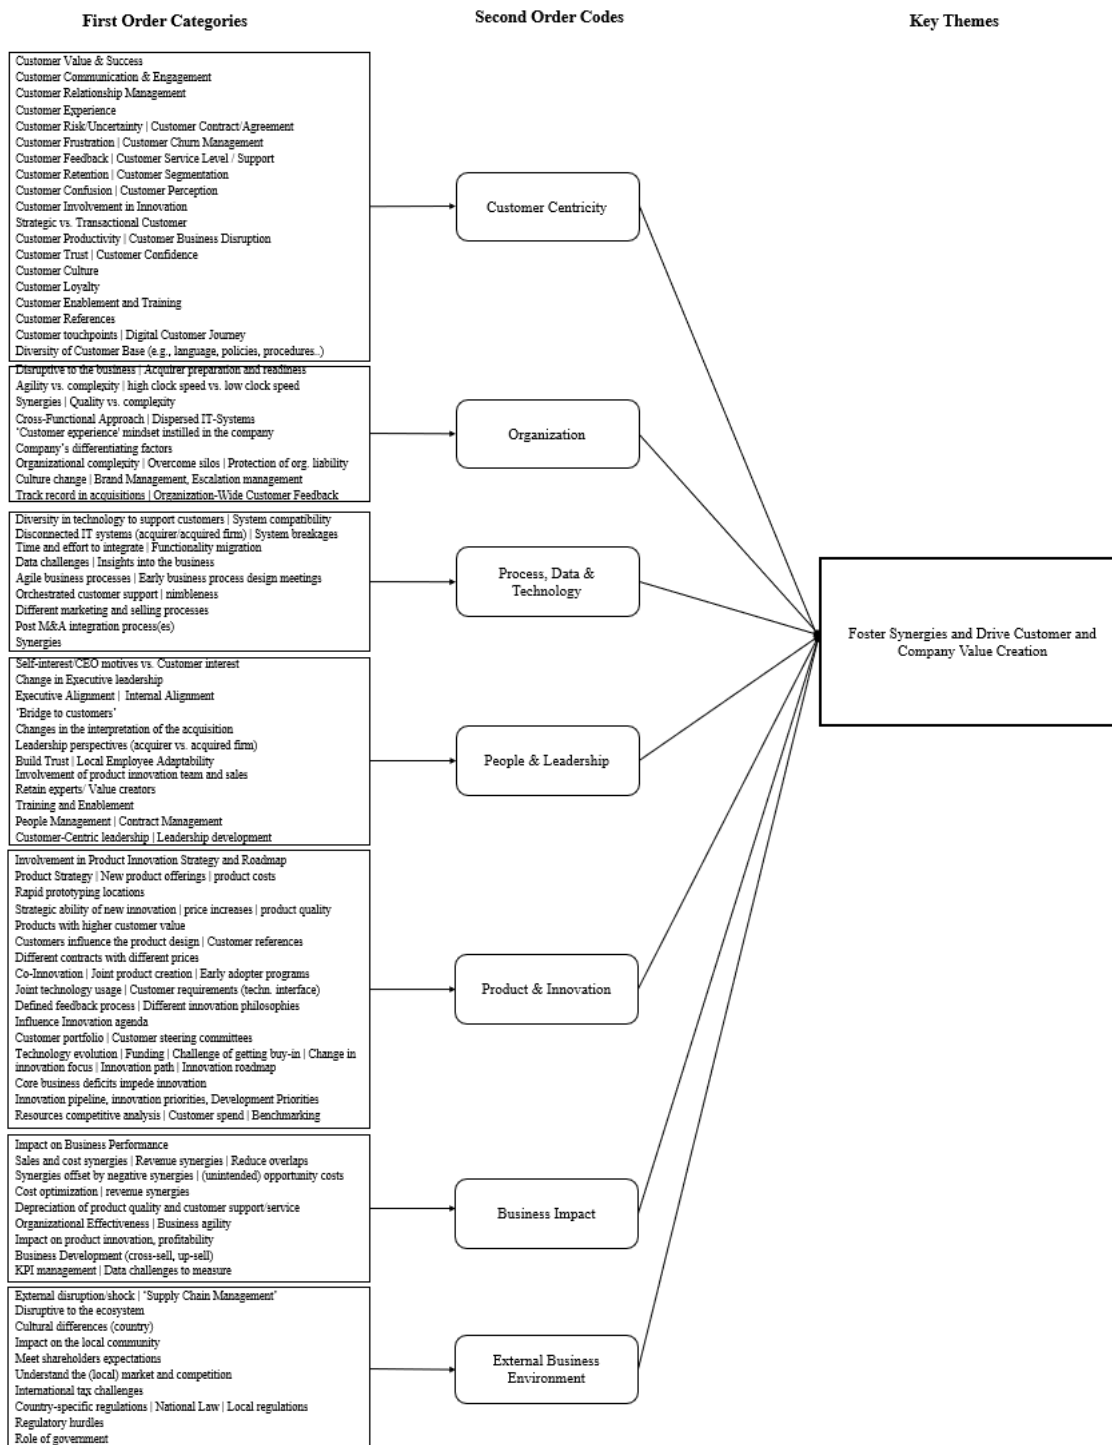 First Order Categories
Second Order Codes
Key Themes
Customer Value & Success
Customer Communication & Engagement
Customer Relationship Management
Customer Experience
Customer Risk/Uncertainty | Customer Contract/Agreement
Customer Frustration | Customer Churn Management
Customer Feedback | Customer Service Level / Support
Customer Retention | Customer Segmentation
Customer Confusion | Customer Perception
Customer Involvement in Innovation
Strategic vs. Transactional Customer
Customer Productivity | Customer Business Disruption
Customer Trust | Customer Confidence
Customer Culture
Customer Loyalty
Customer Enablement and Training
Customer References
Customer touchpoints | Digital Customer Journey
Diversity of Customer Base (e.g., language, policies, procedures..)
Customer Centricity
Disruptive to the business | Acquirer preparation and readiness
Agility vs. complexity | high clock speed vs. low clock speed
Synergies | Quality vs. complexity
Cross-Functional Approach | Dispersed IT-Systems
'Customer experience' mindset instilled in the company
Company's differentiating factors
Organizational complexity | Overcome silos | Protection of org. liability
Culture change | Brand Management, Escalation management
Track record in acquisitions | Organization-Wide Customer Feedback
Organization
Diversity in technology to support customers | System compatibility
Disconnected IT systems (acquirer/acquired firm) | System breakages
Time and effort to integrate | Functionality migration
Data challenges | Insights into the business
Agile business processes | Early business process design meetings
Orchestrated customer support | nimbleness
Different marketing and selling processes
Post M&A integration process(es)
Synergies
Process, Data &
Technology
Foster Synergies and Drive Customer and
Company Value Creation
Self-interest/CEO motives vs. Customer interest
Change in Executive leadership
Executive Alignment | Internal Alignment
'Bridge to customers'
Changes in the interpretation of the acquisition
Leadership perspectives (acquirer vs. acquired firm)
Build Trust | Local Employee Adaptability
Involvement of product innovation team and sales
Retain experts/ Value creators
Training and Enablement
People Management | Contract Management
Customer-Centric leadership | Leadership development
People & Leadership
Involvement in Product Innovation Strategy and Roadmap
Product Strategy | New product offerings | product costs
Rapid prototyping locations
Strategic ability of new innovation | price increases | product quality
Products with higher customer value
Customers influence the product design | Customer references
Different contracts with different prices
Co-Innovation | Joint product creation | Early adopter programs
Joint technology usage | Customer requirements (techn. interface)
Defined feedback process | Different innovation philosophies
Influence Innovation agenda
Customer portfolio | Customer steering committees
Technology evolution | Funding | Challenge of getting buy-in | Change in
innovation focus | Innovation path | Innovation roadmap
Core business deficits impede innovation
Innovation pipeline, innovation priorities, Development Priorities
Resources competitive analysis | Customer spend | Benchmarking
Product & Innovation
Impact on Business Performance
Sales and cost synergies | Revenue synergies | Reduce overlaps
Synergies offset by negative synergies | (unintended) opportunity costs
Cost optimization | revenue synergies
Depreciation of product quality and customer support/service
Organizational Effectiveness | Business agility
Impact on product innovation, profitability
Business Development (cross-sell, up-sell)
KPI management | Data challenges to measure
Business Impact
External disruption/shock | "Supply Chain Management"
Disruptive to the ecosystem
Cultural differences (country)
Impact on the local community
Meet shareholders expectations
Understand the (local) market and competition
International tax challenges
Country-specific regulations | National Law | Local regulations
Regulatory hurdles
Role of government
External Business
Environment